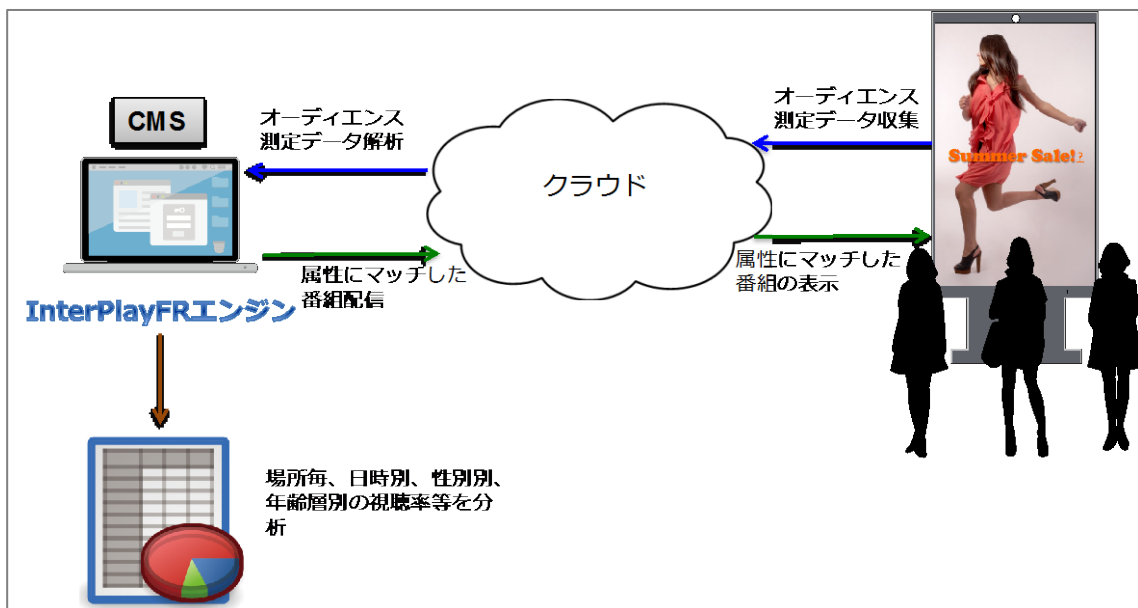 CMS
オーディエンス
測定データ解析
オーディエンス
測定データ収集
クラウド
Summer Sale!?
属性にマッチした
番組配信
属性にマッチした
番組の表示
InterPlayFRエンジン
場所毎、日時別、性別別、
年齢層別の視聴率等を分
析